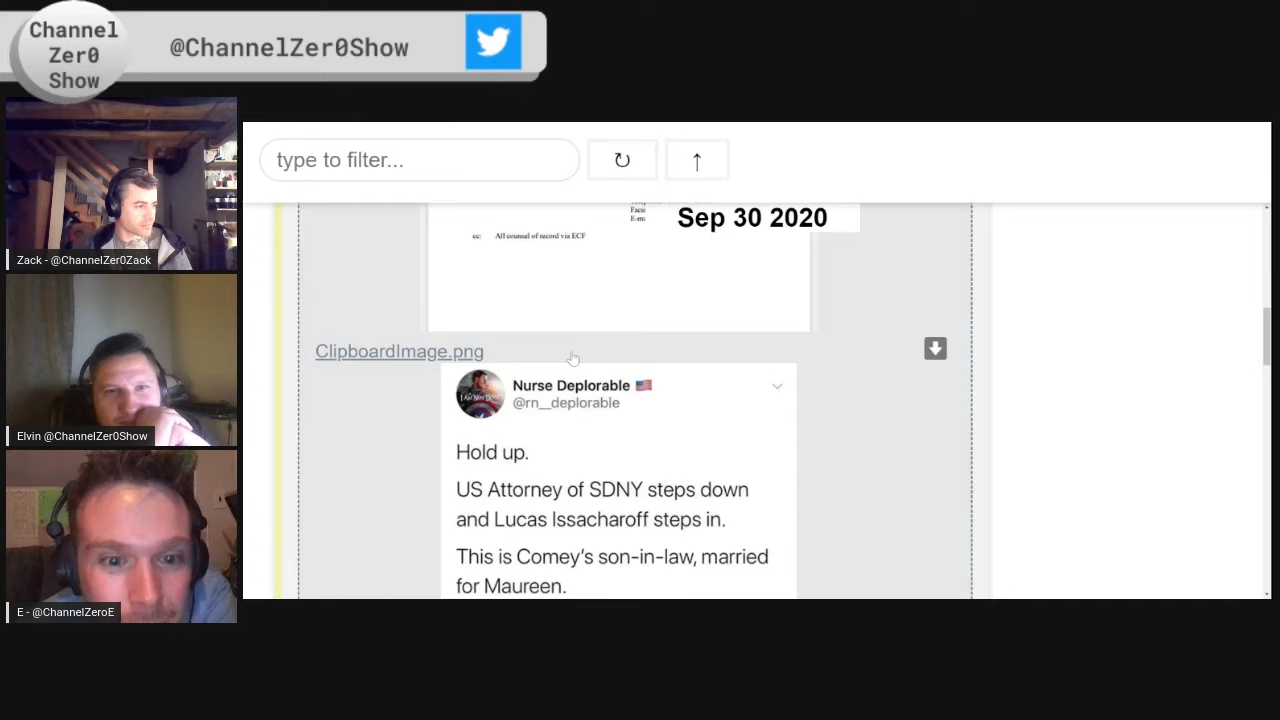 Channel
Zer0
Show
@ChannelZer0Show
Zack - @ChannelZer0Zack
Elvin @ChannelZer0Show
E - @ChannelZeroE
type to filter...
↻
↑
Sep 30 2020
cc: All counsel of record via ECF
ClipboardImage.png
Nurse Deplorable 🇺🇸
@rn__deplorable
Hold up.
US Attorney of SDNY steps down
and Lucas Issacharoff steps in.
This is Comey's son-in-law, married
for Maureen.